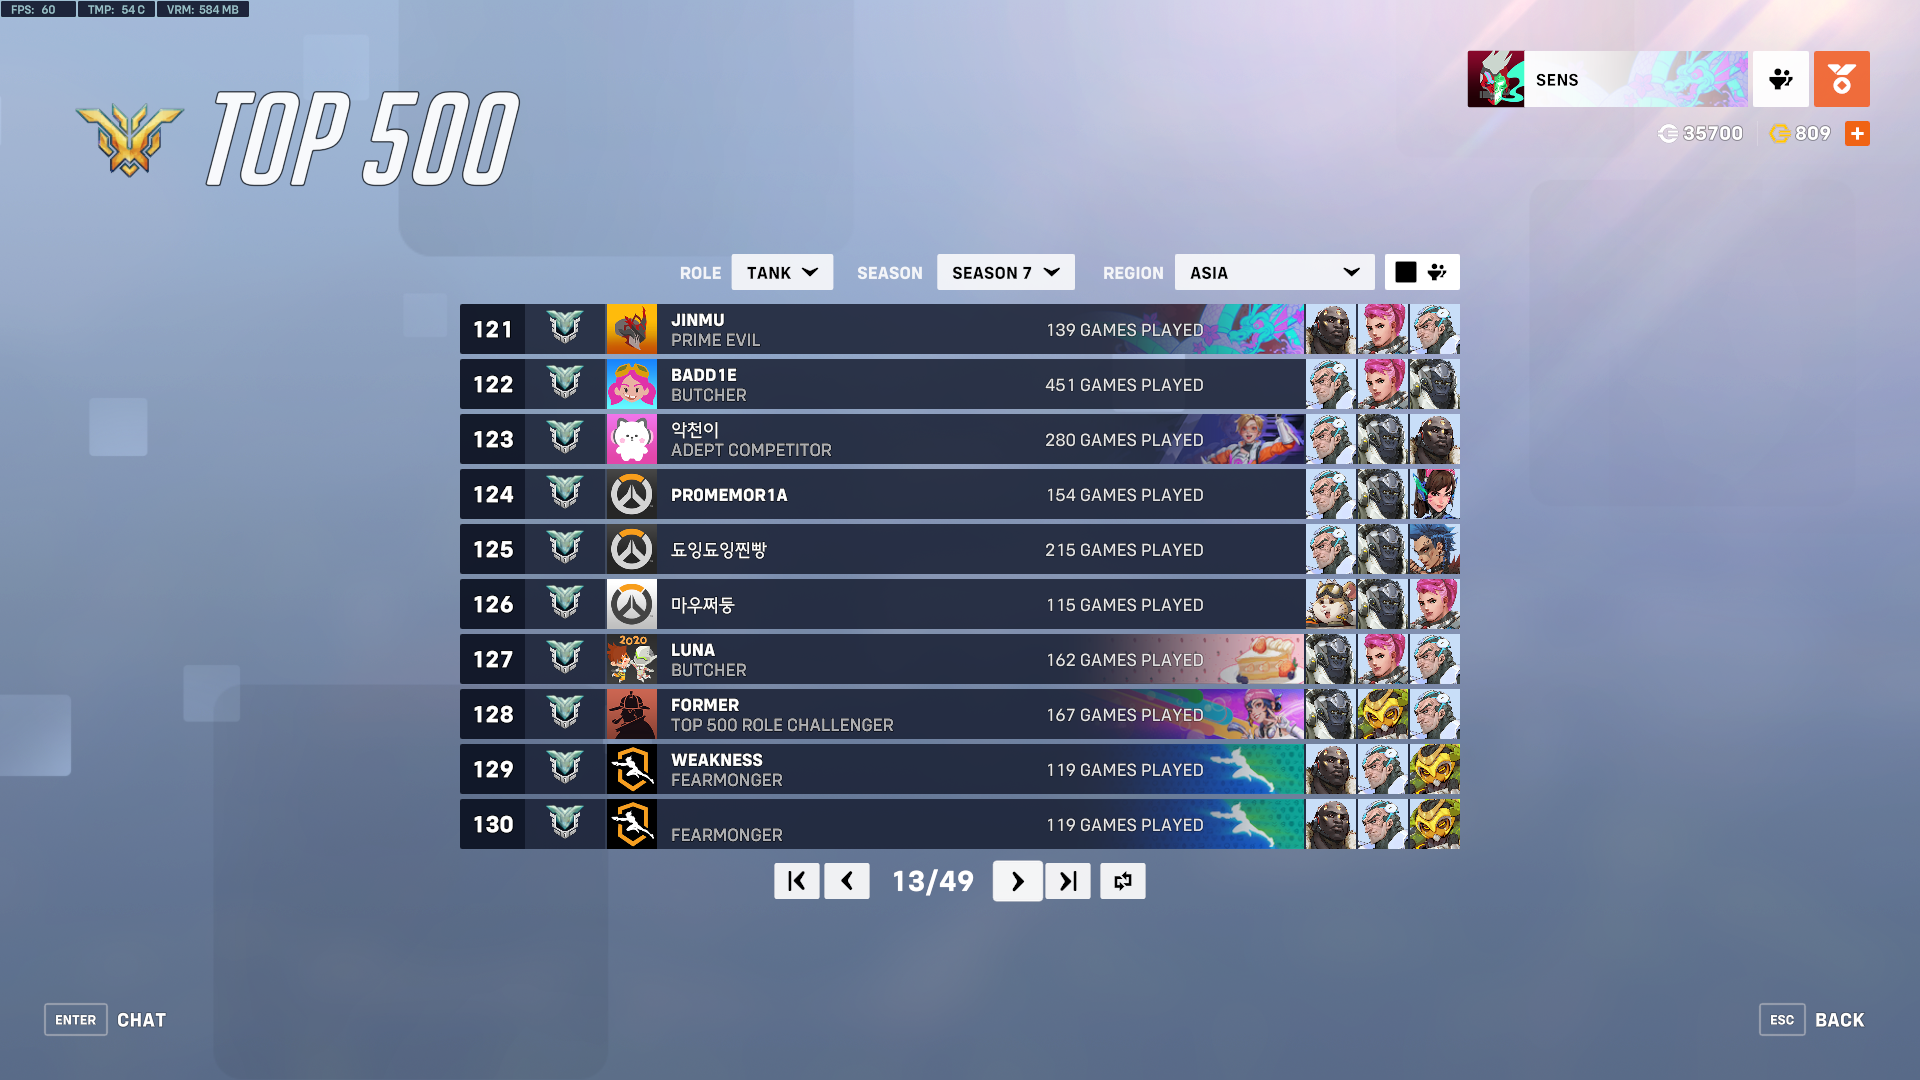 FPS: 60 TMP: 54 C VRM: 584 MB
TOP 500
SENS
35700 809
ROLE TANK SEASON SEASON 7 REGION ASIA
121 JINMU 139 GAMES PLAYED
PRIME EVIL
122 BADD1E 451 GAMES PLAYED
BUTCHER
123 악천이 280 GAMES PLAYED
ADEPT COMPETITOR
124 PROMEMOR1A 154 GAMES PLAYED
125 됴잉됴잉찐빵 215 GAMES PLAYED
126 마우쩌둥 115 GAMES PLAYED
2020
127 LUNA 162 GAMES PLAYED
BUTCHER
128 FORMER 167 GAMES PLAYED
TOP 500 ROLE CHALLENGER
129 WEAKNESS 119 GAMES PLAYED
FEARMONGER
130 119 GAMES PLAYED
FEARMONGER
13/49
ENTER CHAT
ESC BACK